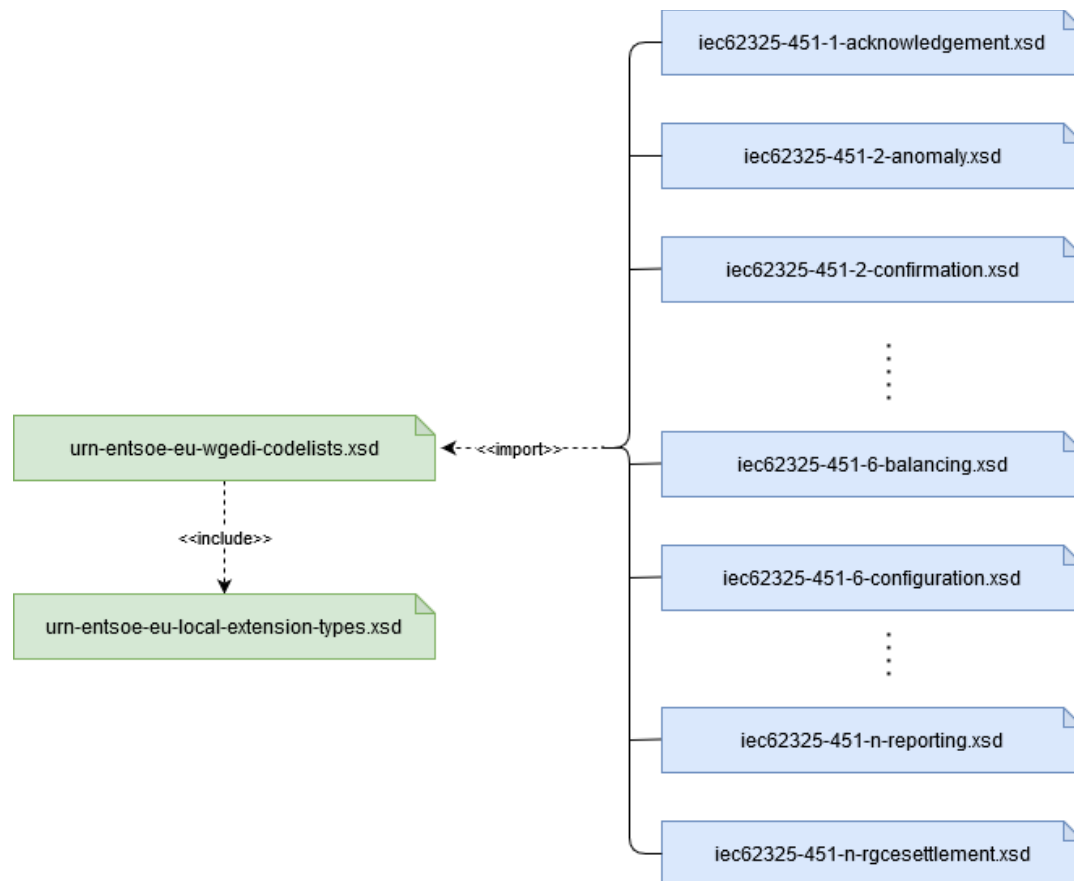 iec62325-451-1-acknowledgement.xsd
iec62325-451-2-anomaly.xsd
iec62325-451-2-confirmation.xsd
urn-entsoe-eu-wgedi-codelists.xsd
<<import>>
iec62325-451-6-balancing.xsd
<<include>>
iec62325-451-6-configuration.xsd
urn-entsoe-eu-local-extension-types.xsd
iec62325-451-n-reporting.xsd
iec62325-451-n-rgcesettlement.xsd